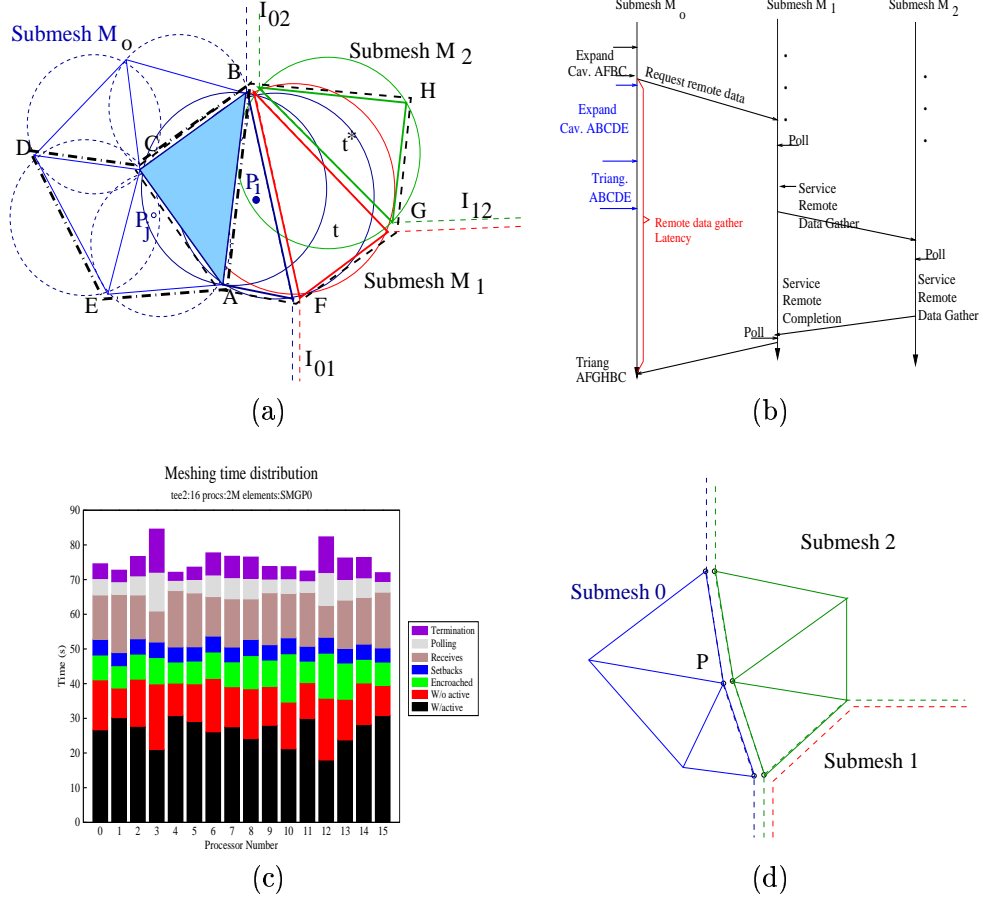 Submesh M
o
I02
Submesh M 2
B
H
C
t*
D
P1
Pj
t
G
I12
E
A
F
Submesh M 1
I01
(a)
Submesh Mo
Submesh M1
Submesh M2
Expand
Cav. AFBC
Request remote data
Expand
Cav. ABCDE
Poll
Triang.
ABCDE
Service
Remote
Data Gather
Remote data gather
Latency
Poll
Service
Remote
Completion
Service
Remote
Data Gather
Poll
Triang
AFGHBC
(b)
Meshing time distribution
tee2:16 procs:2M elements:SMGP0
Time (s)
90
80
70
60
50
40
30
20
10
0
0 1 2 3 4 5 6 7 8 9 10 11 12 13 14 15
Processor Number
Termination
Polling
Receives
Setbacks
Encroached
W/o active
W/active
(c)
Submesh 2
Submesh 0
P
Submesh 1
(d)